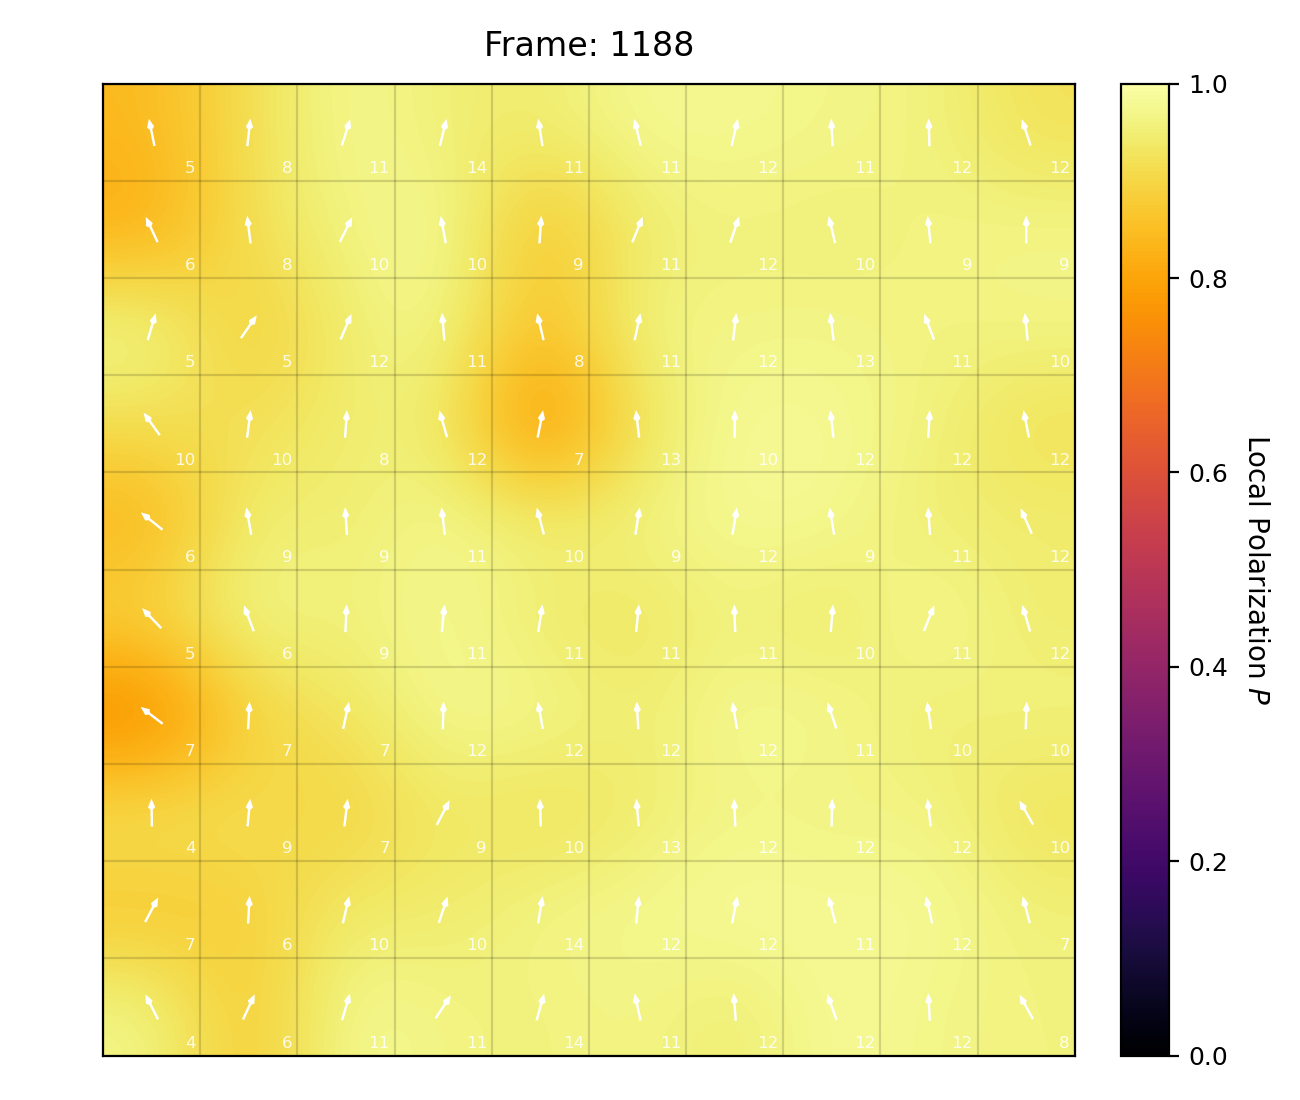 Frame: 1188
5 8 11 14 11 11 12 11 12 12
6 8 10 10 9 11 12 10 9 9
5 5 12 11 8 11 12 13 11 10
10 10 8 12 7 13 10 12 12 12
6 9 9 11 10 9 12 9 11 12
5 6 9 11 11 11 11 10 11 12
7 7 7 12 12 12 12 11 10 10
4 9 7 9 10 13 12 12 12 10
7 6 10 10 14 12 12 11 12 7
4 6 11 11 14 11 12 12 12 8
1.0
0.8
0.6
0.4
0.2
0.0
Local Polarization P